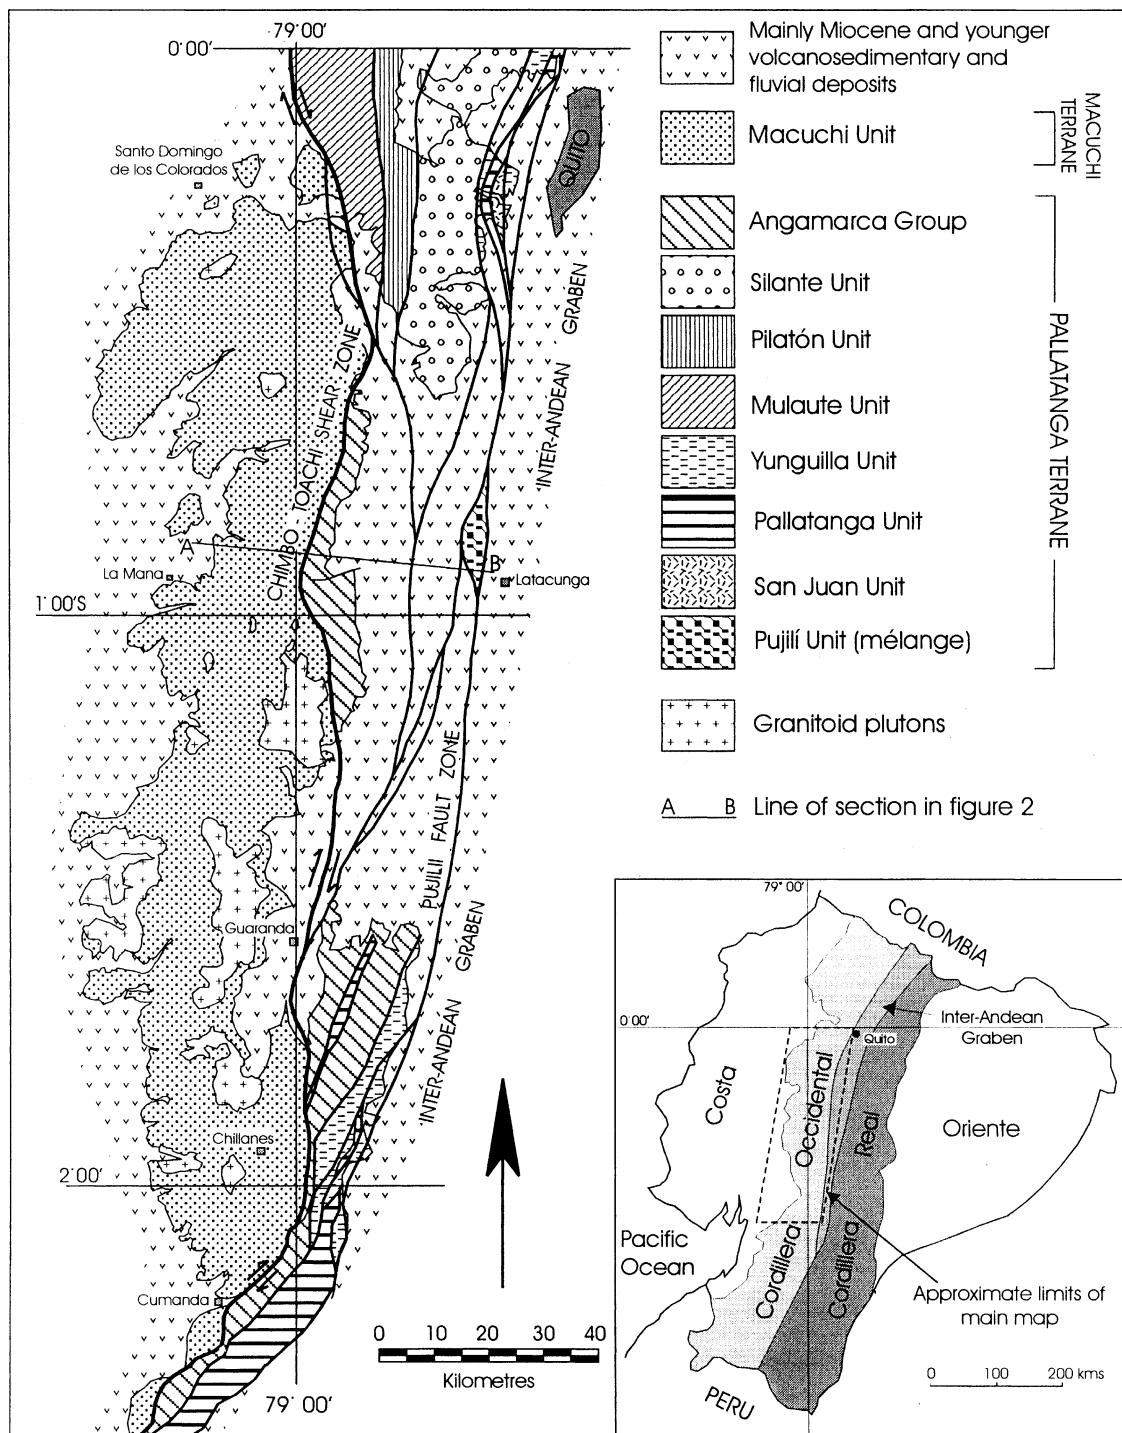 79°00'
0°00'
Santo Domingo
de los Colorados
QUITO
GRABEN
INTER-ANDEAN
CHIMBO TOACHI SHEAR ZONE
A
B
La Mana
Latacunga
1°00'S
PUJILII FAULT ZONE
GRABEN
INTER-ANDEAN
Guaranda
Chillanes
2°00'
Cumanda
79°00'
0 10 20 30 40
Kilometres
Mainly Miocene and younger
volcanosedimentary and
fluvial deposits
Macuchi Unit
MACUCHI
TERRANE
Angamarca Group
Silante Unit
Pilatón Unit
Mulaute Unit
Yunguilla Unit
Pallatanga Unit
San Juan Unit
Pujilí Unit (mélange)
PALLATANGA TERRANE
Granitoid plutons
A B Line of section in figure 2
79° 00'
COLOMBIA
0 00'
Inter-Andean
Graben
Quito
Costa
Occidental
Real
Oriente
Pacific
Ocean
Cordillera
Cordillera
Approximate limits of
main map
0 100 200 kms
PERU